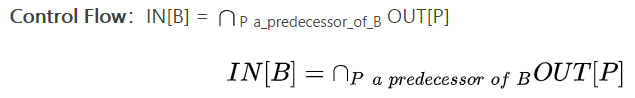 Control Flow: IN[B] = ∩ P a_predecessor_of_B OUT[P]
IN[B] = ∩P a predecessor of B OUT[P]